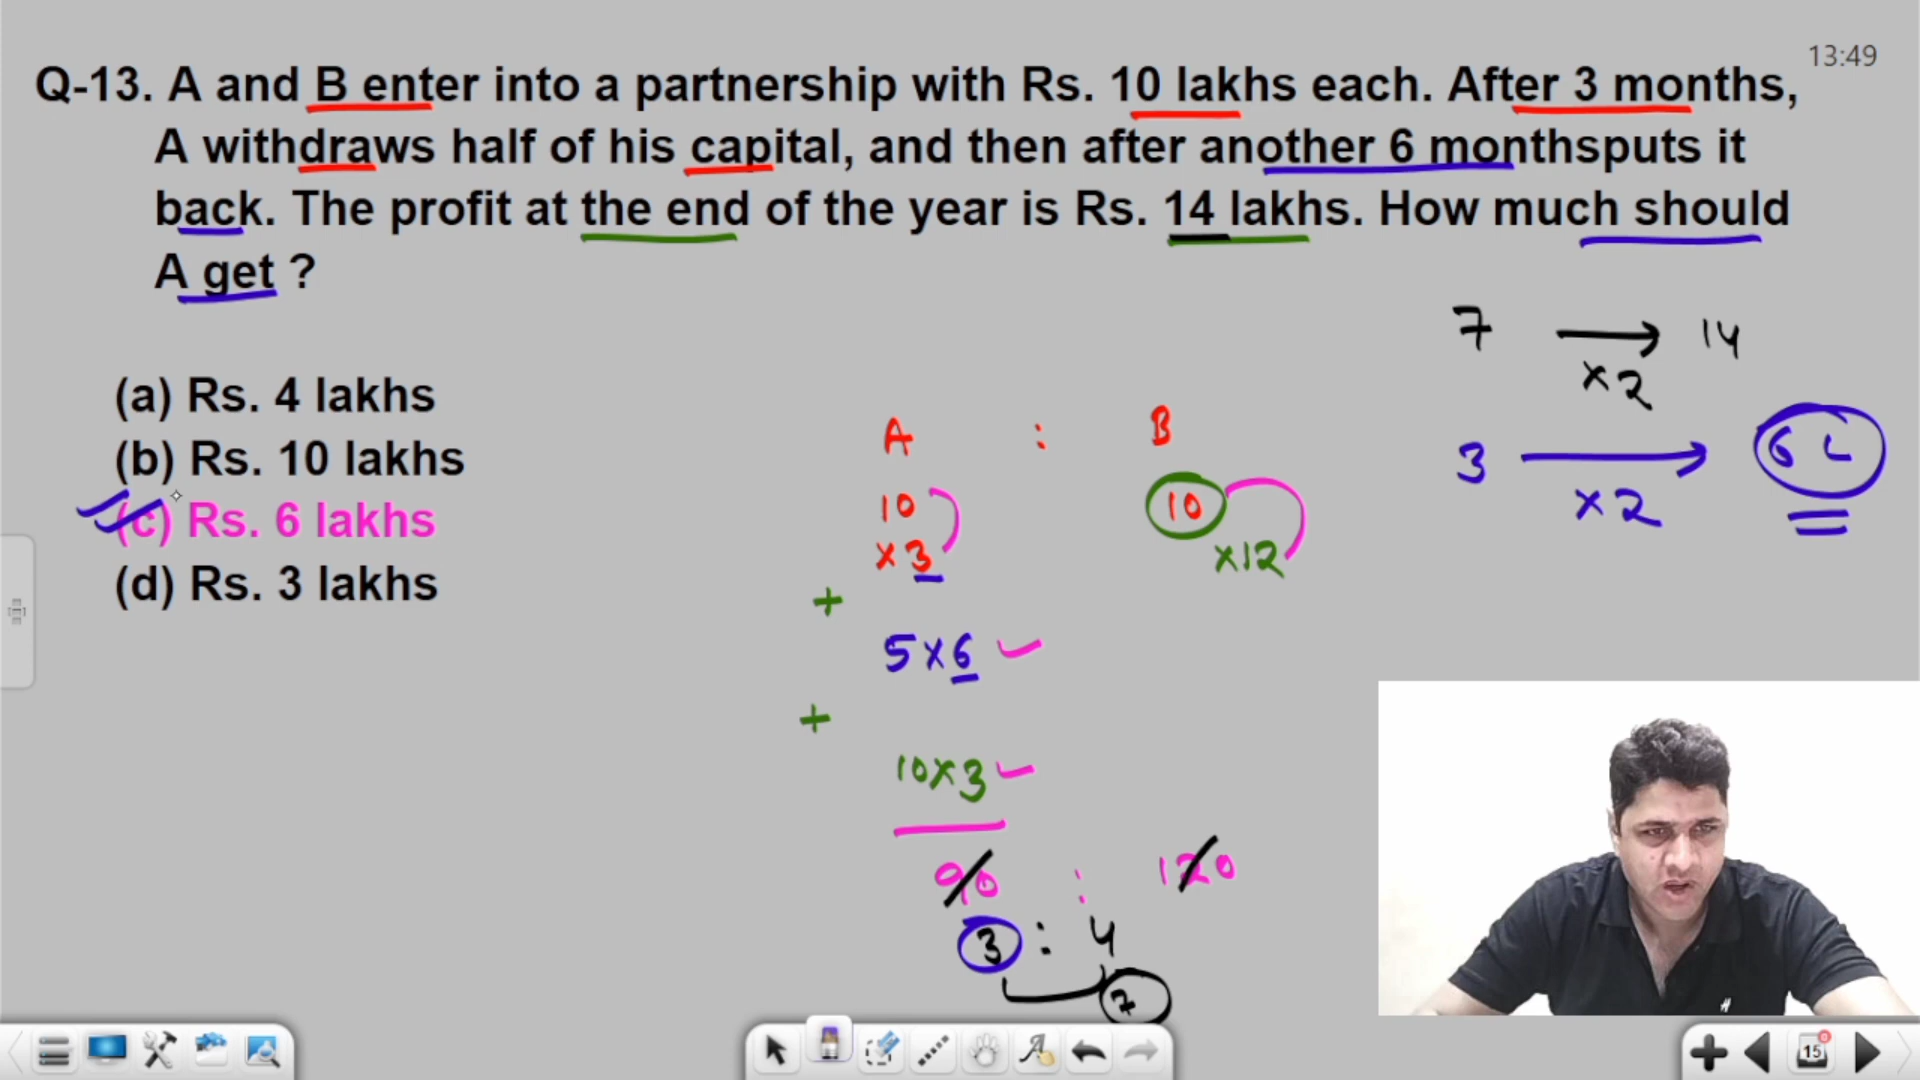 13:49
Q-13. A and B enter into a partnership with Rs. 10 lakhs each. After 3 months,
A withdraws half of his capital, and then after another 6 monthsputs it
back. The profit at the end of the year is Rs. 14 lakhs. How much should
A get ?
(a) Rs. 4 lakhs
(b) Rs. 10 lakhs
(c) Rs. 6 lakhs
(d) Rs. 3 lakhs
7 → 14
×2
3 → 6 L
×2
A : B
10 10
×3 ×12
+
5×6
+
10×3
90 : 120
3 : 4
7
15